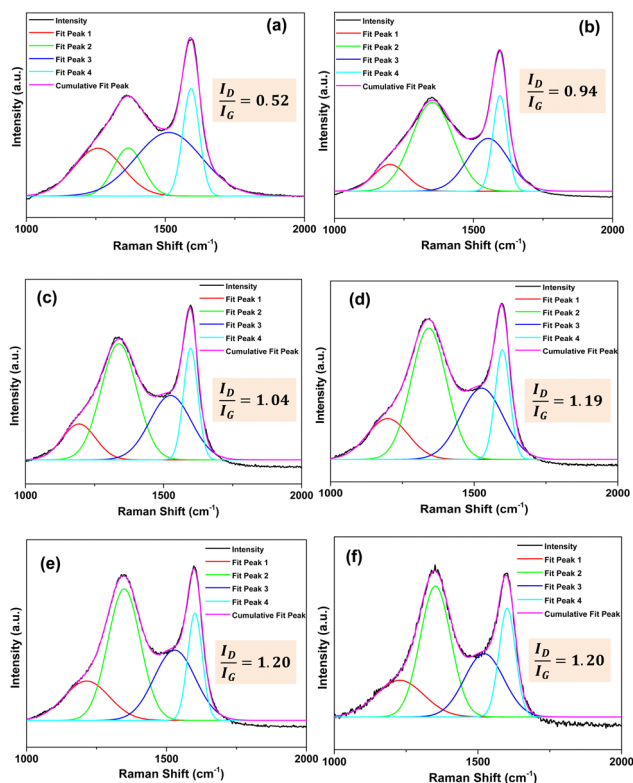 (a)
Intensity
Fit Peak 1
Fit Peak 2
Fit Peak 3
Fit Peak 4
Cumulative Fit Peak
I_D/I_G = 0.52
Intensity (a.u.)
1000 1500 2000
Raman Shift (cm⁻¹)
(b)
Intensity
Fit Peak 1
Fit Peak 2
Fit Peak 3
Fit Peak 4
Cumulative Fit Peak
I_D/I_G = 0.94
Intensity (a.u.)
1000 1250 1500 1750 2000
Raman Shift (cm⁻¹)
(c)
Intensity
Fit Peak 1
Fit Peak 2
Fit Peak 3
Fit Peak 4
Cumulative Fit Peak
I_D/I_G = 1.04
Intensity (a.u.)
1000 1500 2000
Raman Shift (cm⁻¹)
(d)
Intensity
Fit Peak 1
Fit Peak 2
Fit Peak 3
Fit Peak 4
Cumulative Fit Peak
I_D/I_G = 1.19
Intensity (a.u.)
1000 1500 2000
Raman Shift (cm⁻¹)
(e)
Intensity
Fit Peak 1
Fit Peak 2
Fit Peak 3
Fit Peak 4
Cumulative Fit Peak
I_D/I_G = 1.20
Intensity (a.u.)
1000 1500 2000
Raman Shift (cm⁻¹)
(f)
Intensity
Fit Peak 1
Fit Peak 2
Fit Peak 3
Fit Peak 4
Cumulative Fit Peak
I_D/I_G = 1.20
Intensity (a.u.)
1000 1500 2000
Raman Shift (cm⁻¹)